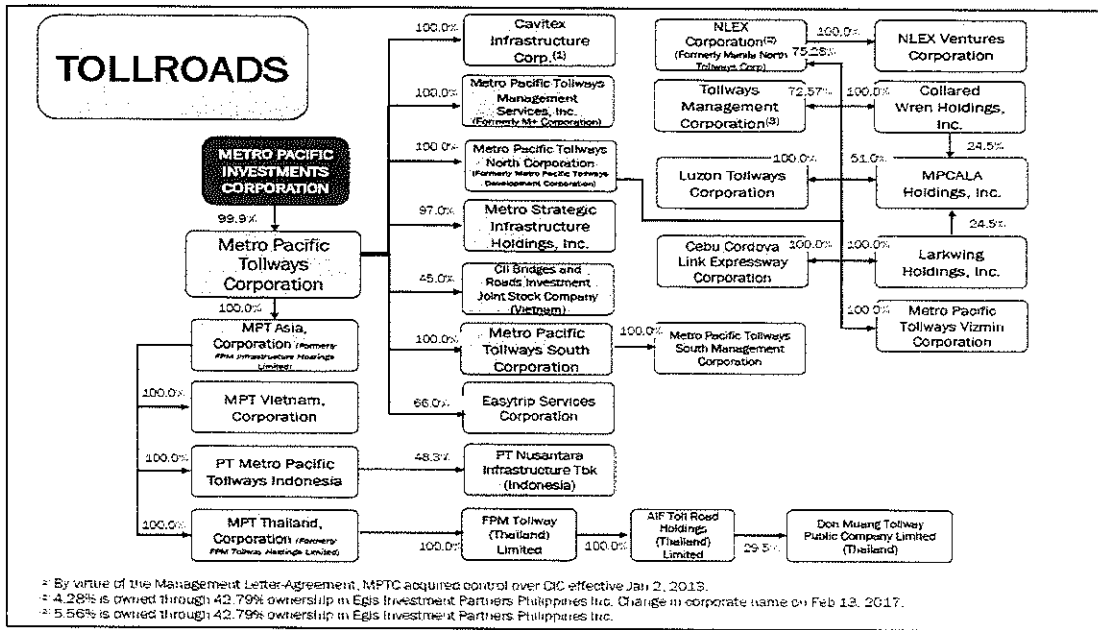 TOLLROADS
METRO PACIFIC
INVESTMENTS
CORPORATION
99.9%
Metro Pacific
Tollways
Corporation
100.0%
MPT Asia,
Corporation (Formerly
FPM Infrastructure Holdings
Limited)
100.0%
MPT Vietnam,
Corporation
100.0%
PT Metro Pacific
Tollways Indonesia
100.0%
MPT Thailand,
Corporation (Formerly
FPM Tollway Holdings Limited)
100.0%
Cavitex
Infrastructure
Corp.(1)
100.0%
Metro Pacific Tollways
Management
Services, Inc.
(Formerly M+ Corporation)
100.0%
Metro Pacific Tollways
North Corporation
(Formerly Metro Pacific Tollways
Development Corporation)
97.0%
Metro Strategic
Infrastructure
Holdings, Inc.
45.0%
CII Bridges and
Roads Investment
Joint Stock Company
(Vietnam)
100.0%
Metro Pacific
Tollways South
Corporation
100.0%
Metro Pacific Tollways
South Management
Corporation
66.0%
Easytrip Services
Corporation
48.3%
PT Nusantara
Infrastructure Tbk
(Indonesia)
100.0%
FPM Tollway
(Thailand)
Limited
100.0%
AIF Toll Road
Holdings
(Thailand)
Limited
29.5%
Don Muang Tollway
Public Company Limited
(Thailand)
NLEX
Corporation(2)
(Formerly Manila North
Tollways Corp)
75.28%
100.0%
NLEX Ventures
Corporation
Tollways
Management
Corporation(3)
72.57%
100.0%
Collared
Wren Holdings,
Inc.
24.5%
Luzon Tollways
Corporation
100.0%
51.0%
MPCALA
Holdings, Inc.
24.5%
Cebu Cordova
Link Expressway
Corporation
100.0%
100.0%
Larkwing
Holdings, Inc.
100.0%
Metro Pacific
Tollways Vizmin
Corporation
By virtue of the Management Letter-Agreement, MPTC acquired control over CIC effective Jan 2, 2013.
4.28% is owned through 42.79% ownership in Egis Investment Partners Philippines Inc. Change in corporate name on Feb 13, 2017.
5.56% is owned through 42.79% ownership in Egis Investment Partners Philippines Inc.